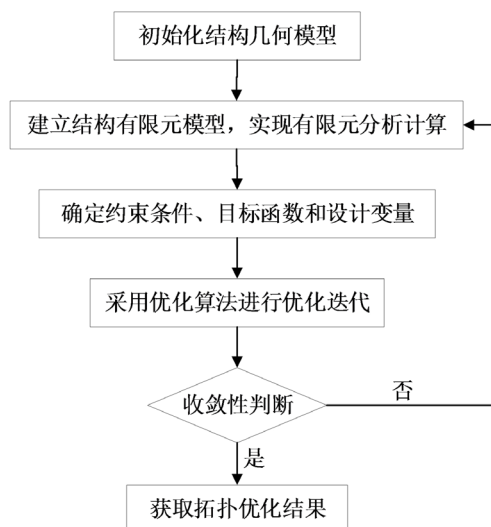 初始化结构几何模型
建立结构有限元模型，实现有限元分析计算
确定约束条件、目标函数和设计变量
采用优化算法进行优化迭代
收敛性判断
否
是
获取拓扑优化结果